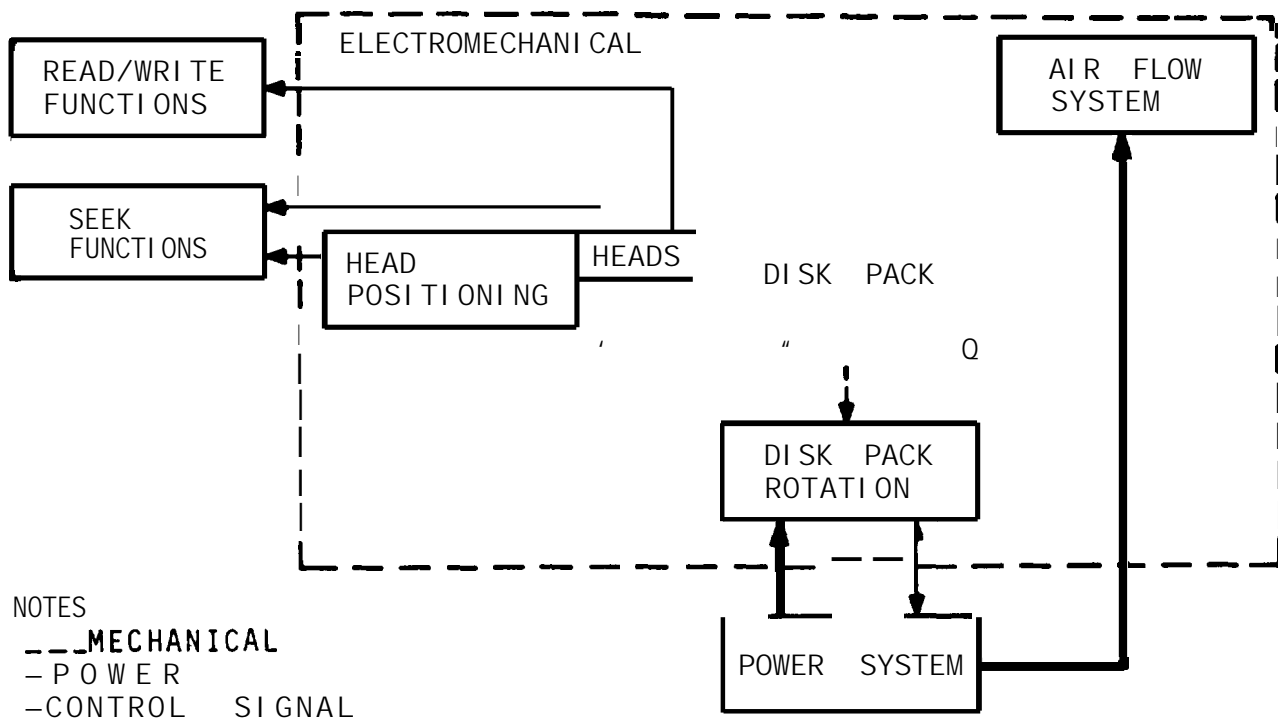 ELECTROMECHANICAL
READ/WRITE
FUNCTIONS
AIR FLOW
SYSTEM
SEEK
FUNCTIONS
HEAD
POSITIONING
HEADS
DISK PACK
' " Q
DISK PACK
ROTATION
NOTES
___MECHANICAL
–POWER
–CONTROL SIGNAL
POWER SYSTEM